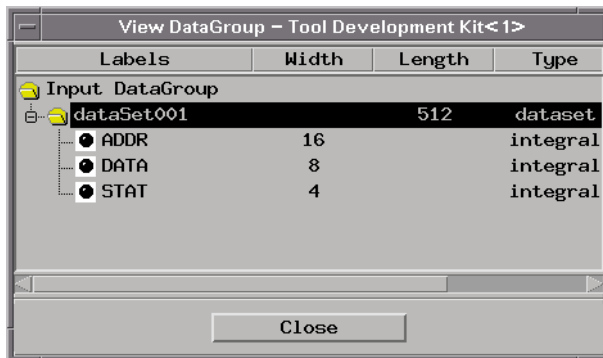 View DataGroup – Tool Development Kit<1>
Labels Width Length Type
Input DataGroup
dataSet001 512 dataset
ADDR 16 integral
DATA 8 integral
STAT 4 integral
Close